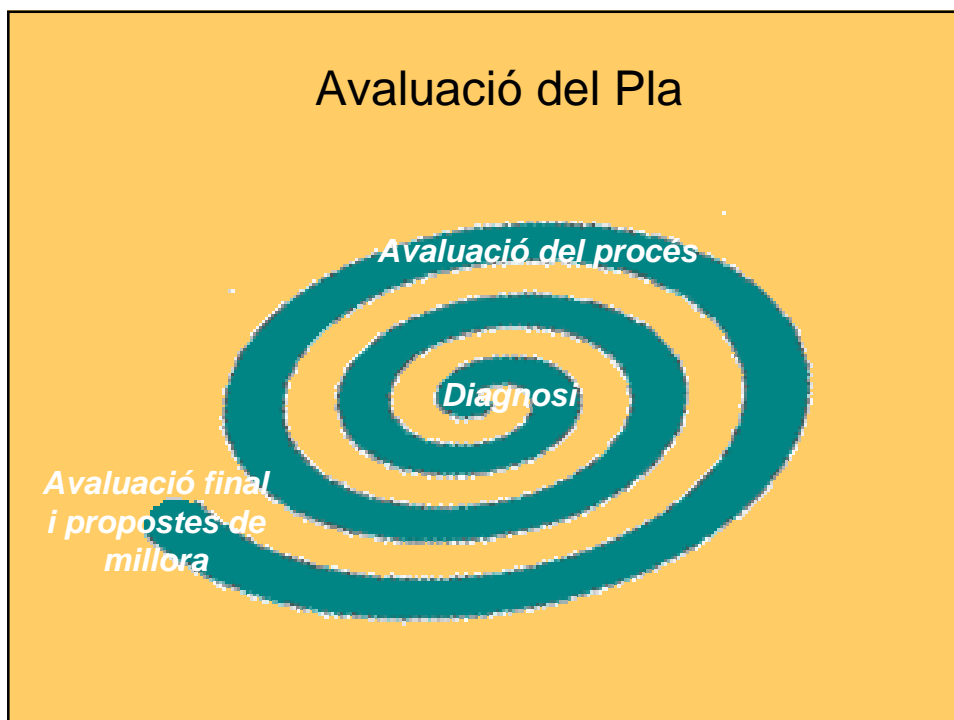 Avaluació del Pla
Avaluació del procés
Diagnosi
Avaluació final
i propostes de
millora